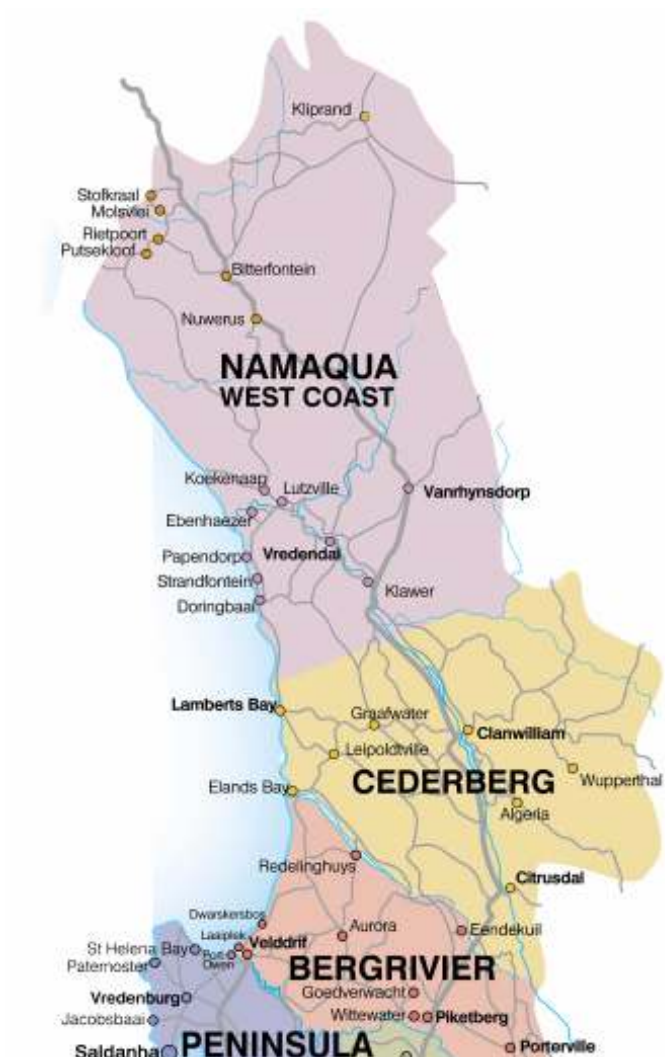 Kliprand
Stofkraal
Molsvlei
Rietpoort
Putsekloof
Bitterfontein
Nuwerus
NAMAQUA
WEST COAST
Koekenaap
Lutzville
Vanrhynsdorp
Ebenhaezer
Papendorp
Vredendal
Strandfontein
Klawer
Doringbaai
Lamberts Bay
Graafwater
Clanwilliam
Leipoldtville
Wupperthal
CEDERBERG
Elands Bay
Algeria
Redelinghuys
Citrusdal
Dwarskersbos
Aurora
Eendekuil
Laaiplek
Velddrif
St Helena Bay
Port
Owen
Paternoster
BERGRIVIER
Goedverwacht
Vredenburg
Wittewater
Piketberg
Jacobsbaai
PENINSULA
Saldanha
Porterville